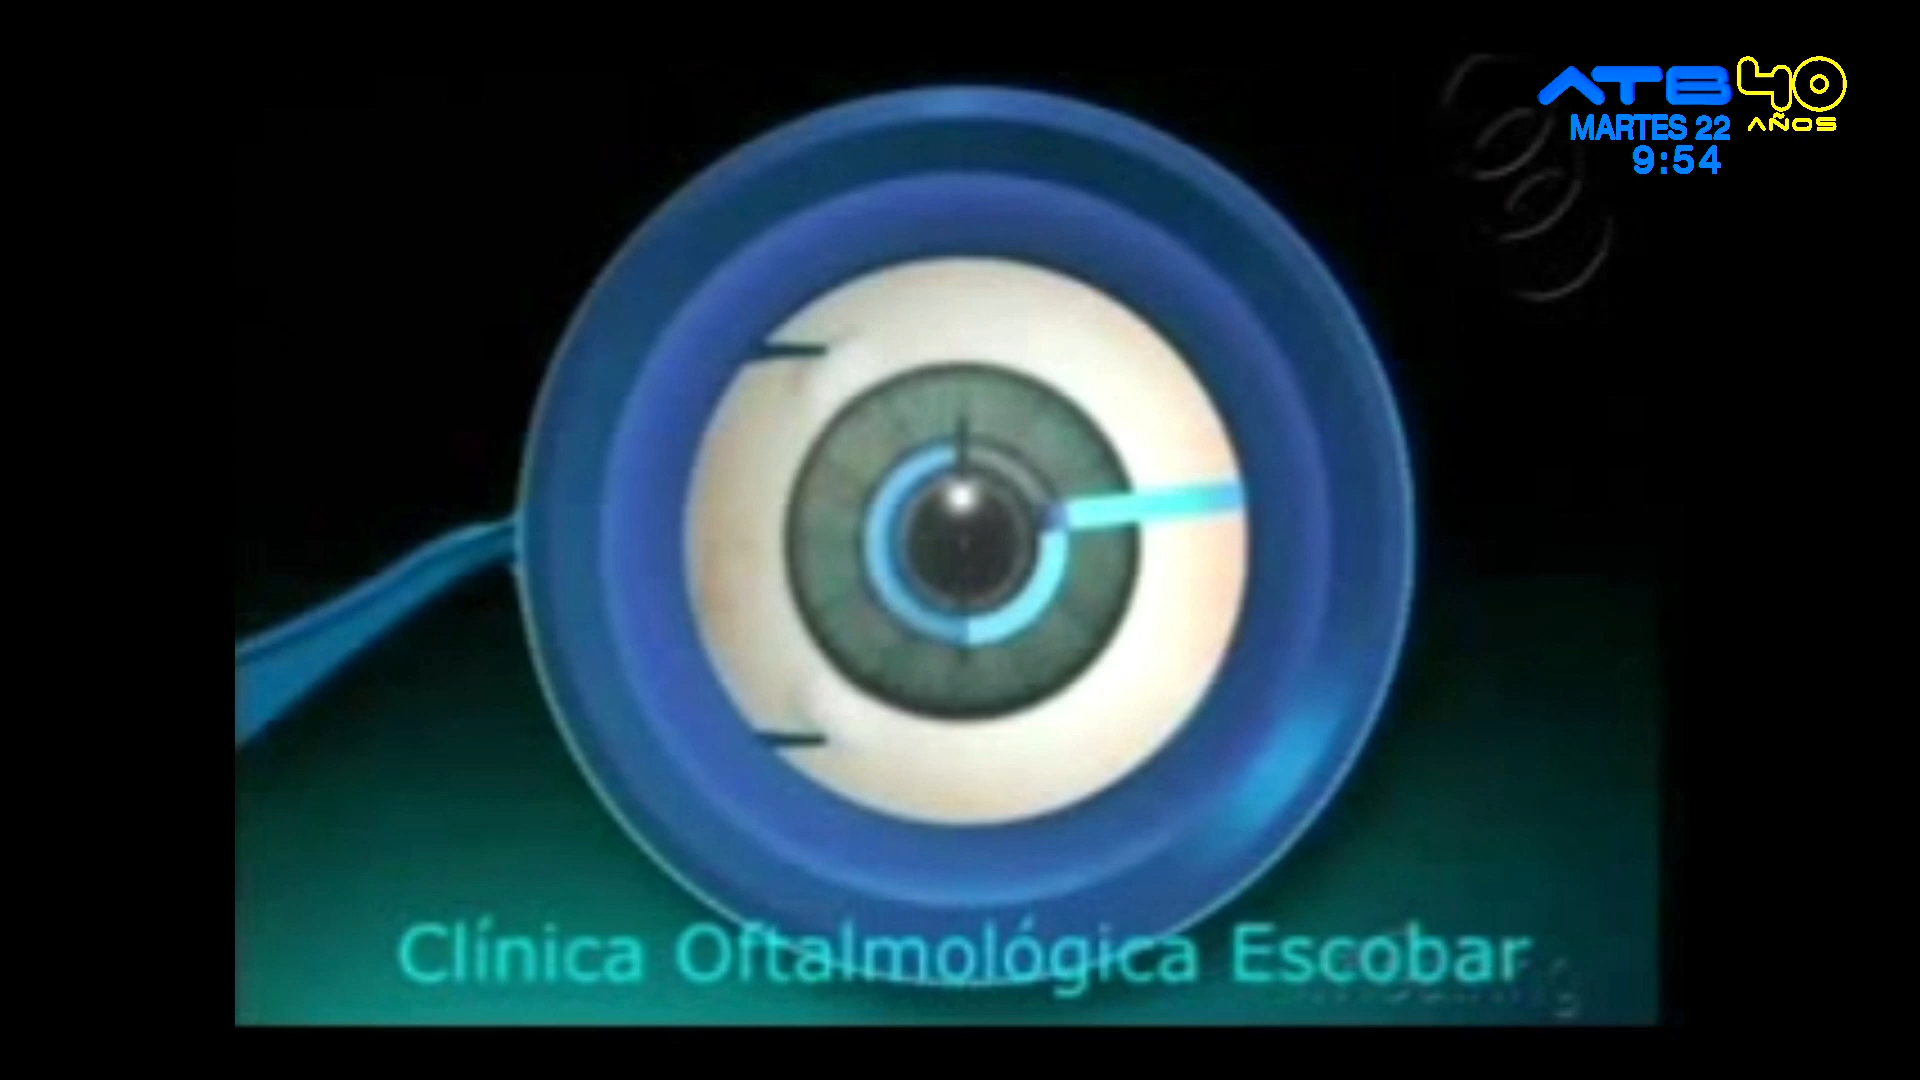 ATB 40
AÑOS
MARTES 22
9:54
Clínica Oftalmológica Escobar